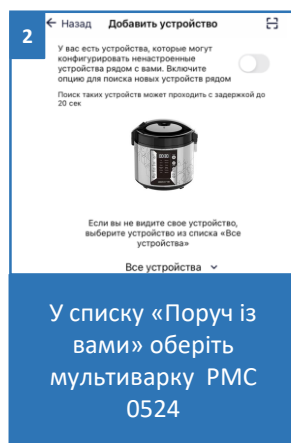 2
← Назад Добавить устройство
У вас есть устройства, которые могут
конфигурировать ненастроенные
устройства рядом с вами. Включите
опцию для поиска новых устройств рядом
Поиск таких устройств может проходить с задержкой до
20 сек
Если вы не видите свое устройство,
выберите устройство из списка «Все
устройства»
Все устройства
У списку «Поруч із
вами» оберіть
мультиварку РМС
0524